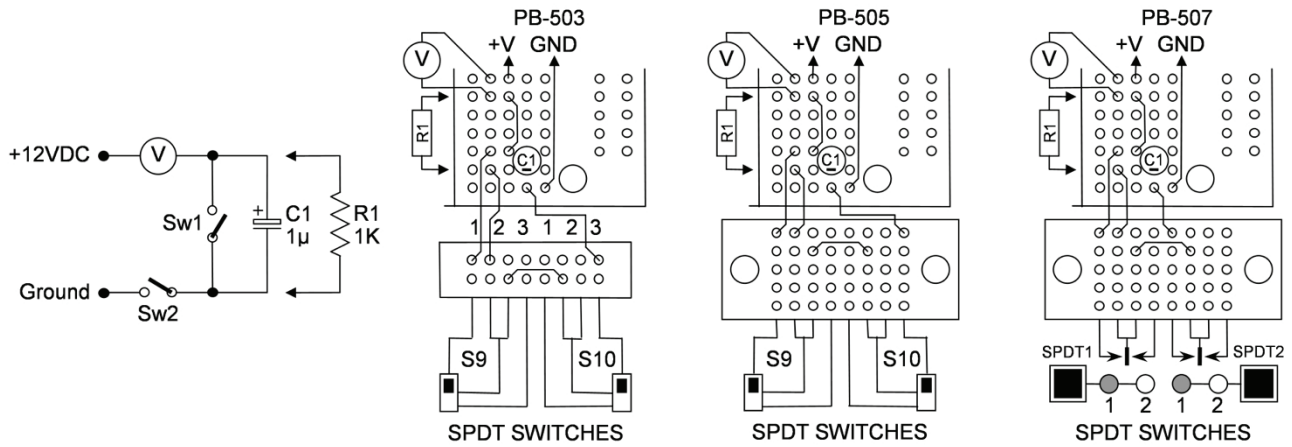 +12VDC
V
Sw1
+
C1
1µ
R1
1K
Ground
Sw2
PB-503
+V GND
V
R1
C1
1 2 3 1 2 3
S9
S10
SPDT SWITCHES
PB-505
+V GND
V
R1
C1
S9
S10
SPDT SWITCHES
PB-507
+V GND
V
R1
C1
SPDT1
SPDT2
1 2 1 2
SPDT SWITCHES